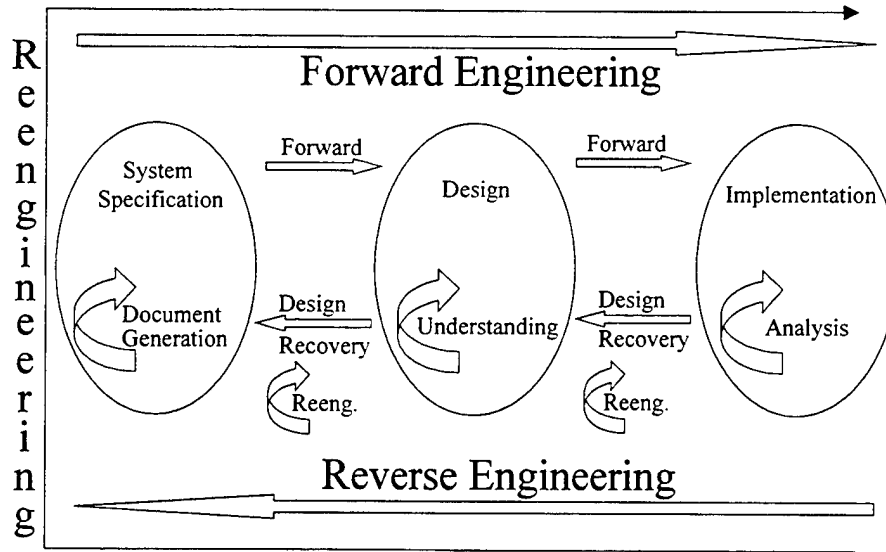 Reengineering
Forward Engineering
Forward
Forward
System
Specification
Design
Implementation
Document
Generation
Design
Recovery
Understanding
Design
Recovery
Analysis
Reeng.
Reeng.
Reverse Engineering